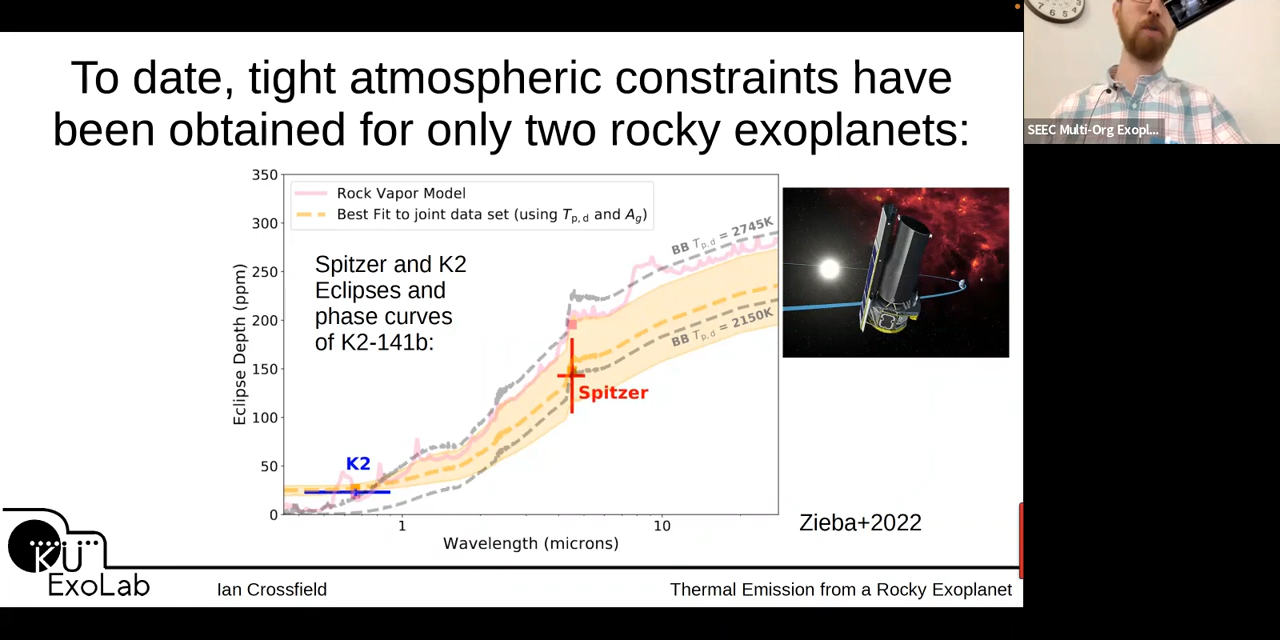 To date, tight atmospheric constraints have
been obtained for only two rocky exoplanets:
350
300
250
200
150
100
50
0
Eclipse Depth (ppm)
Rock Vapor Model
Best Fit to joint data set (using Tp,d and Ag)
Spitzer and K2
Eclipses and
phase curves
of K2-141b:
BB Tp,d = 2745K
BB Tp,d = 2150K
Spitzer
K2
1
10
Wavelength (microns)
Zieba+2022
KU
ExoLab
Ian Crossfield
Thermal Emission from a Rocky Exoplanet
SEEC Multi-Org Exopl...
7 6 5